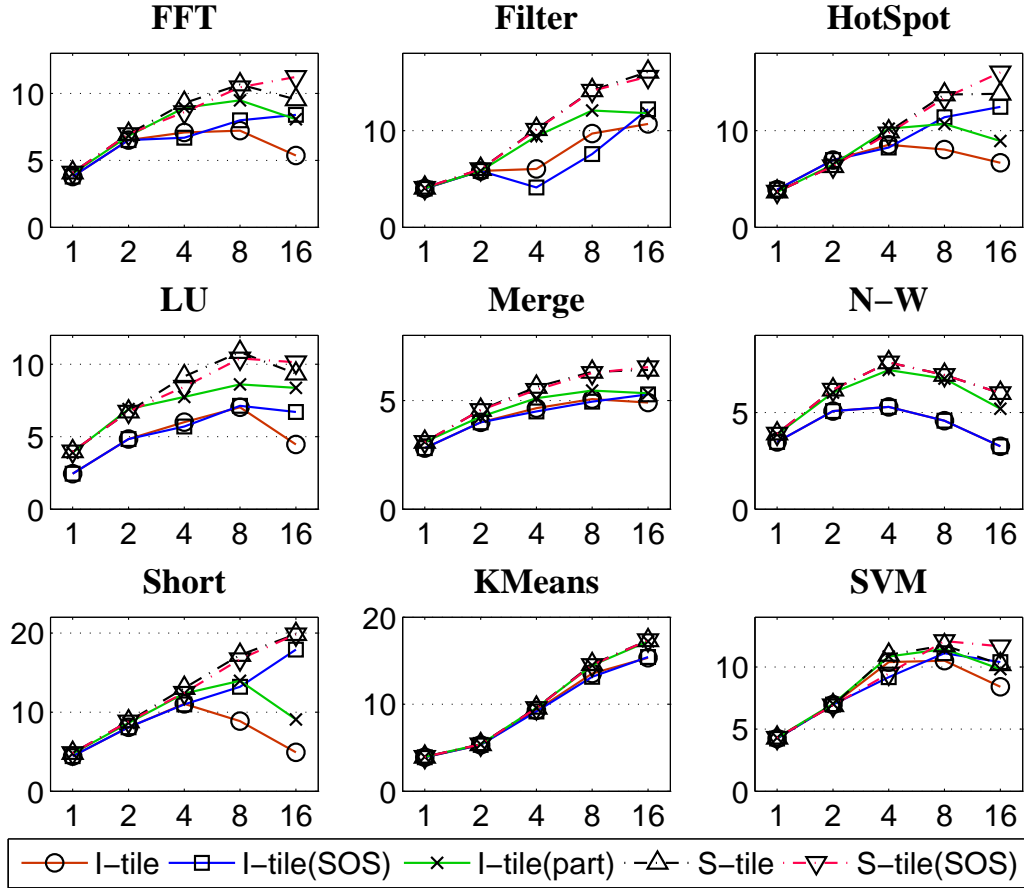 FFT Filter HotSpot
10 5 0
1 2 4 8 16
10 0
1 2 4 8 16
10 0
1 2 4 8 16
LU Merge N−W
10 5 0
1 2 4 8 16
5 0
1 2 4 8 16
5 0
1 2 4 8 16
Short KMeans SVM
20 10 0
1 2 4 8 16
20 10 0
1 2 4 8 16
10 5 0
1 2 4 8 16
I−tile I−tile(SOS) I−tile(part) S−tile S−tile(SOS)